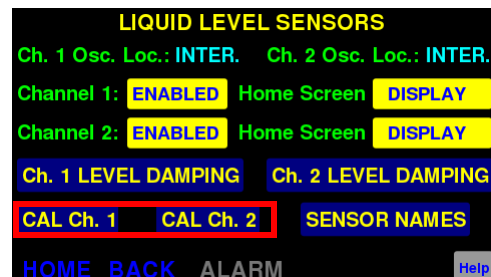 LIQUID LEVEL SENSORS
Ch. 1 Osc. Loc.: INTER. Ch. 2 Osc. Loc.: INTER.
Channel 1: ENABLED Home Screen DISPLAY
Channel 2: ENABLED Home Screen DISPLAY
Ch. 1 LEVEL DAMPING Ch. 2 LEVEL DAMPING
CAL Ch. 1 CAL Ch. 2 SENSOR NAMES
HOME BACK ALARM Help